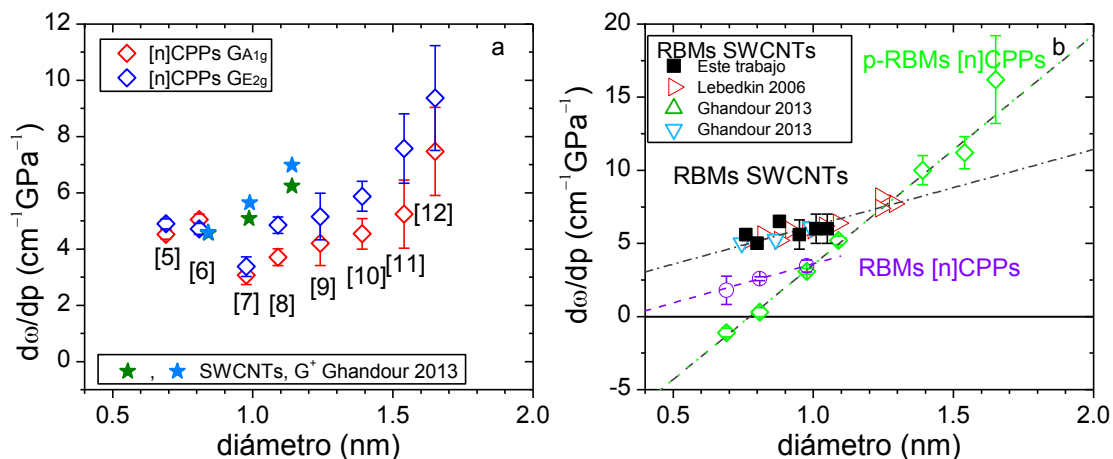 a
[n]CPPs GA1g
[n]CPPs GE2g
12
10
8
6
4
2
0
dω/dp (cm⁻¹GPa⁻¹)
[5]
[6]
[7]
[8]
[9]
[10]
[11]
[12]
, SWCNTs, G⁺ Ghandour 2013
0.5 1.0 1.5 2.0
diámetro (nm)
b
RBMs SWCNTs
Este trabajo
Lebedkin 2006
Ghandour 2013
Ghandour 2013
p-RBMs [n]CPPs
RBMs SWCNTs
RBMs [n]CPPs
20
15
10
5
0
-5
dω/dp (cm⁻¹GPa⁻¹)
0.5 1.0 1.5 2.0
diámetro (nm)